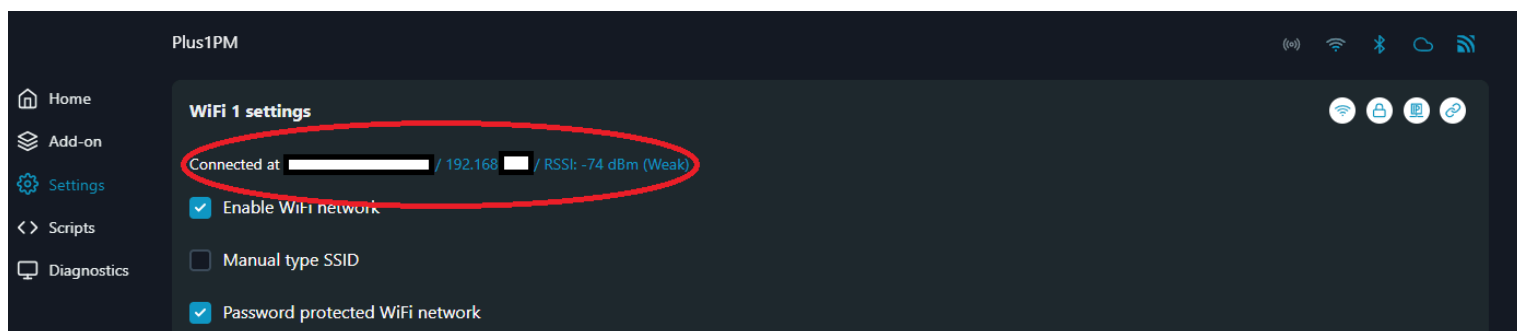 Plus1PM
Home
Add-on
Settings
Scripts
Diagnostics
WiFi 1 settings
Connected at / 192.168 / RSSI: -74 dBm (Weak)
Enable WiFi network
Manual type SSID
Password protected WiFi network